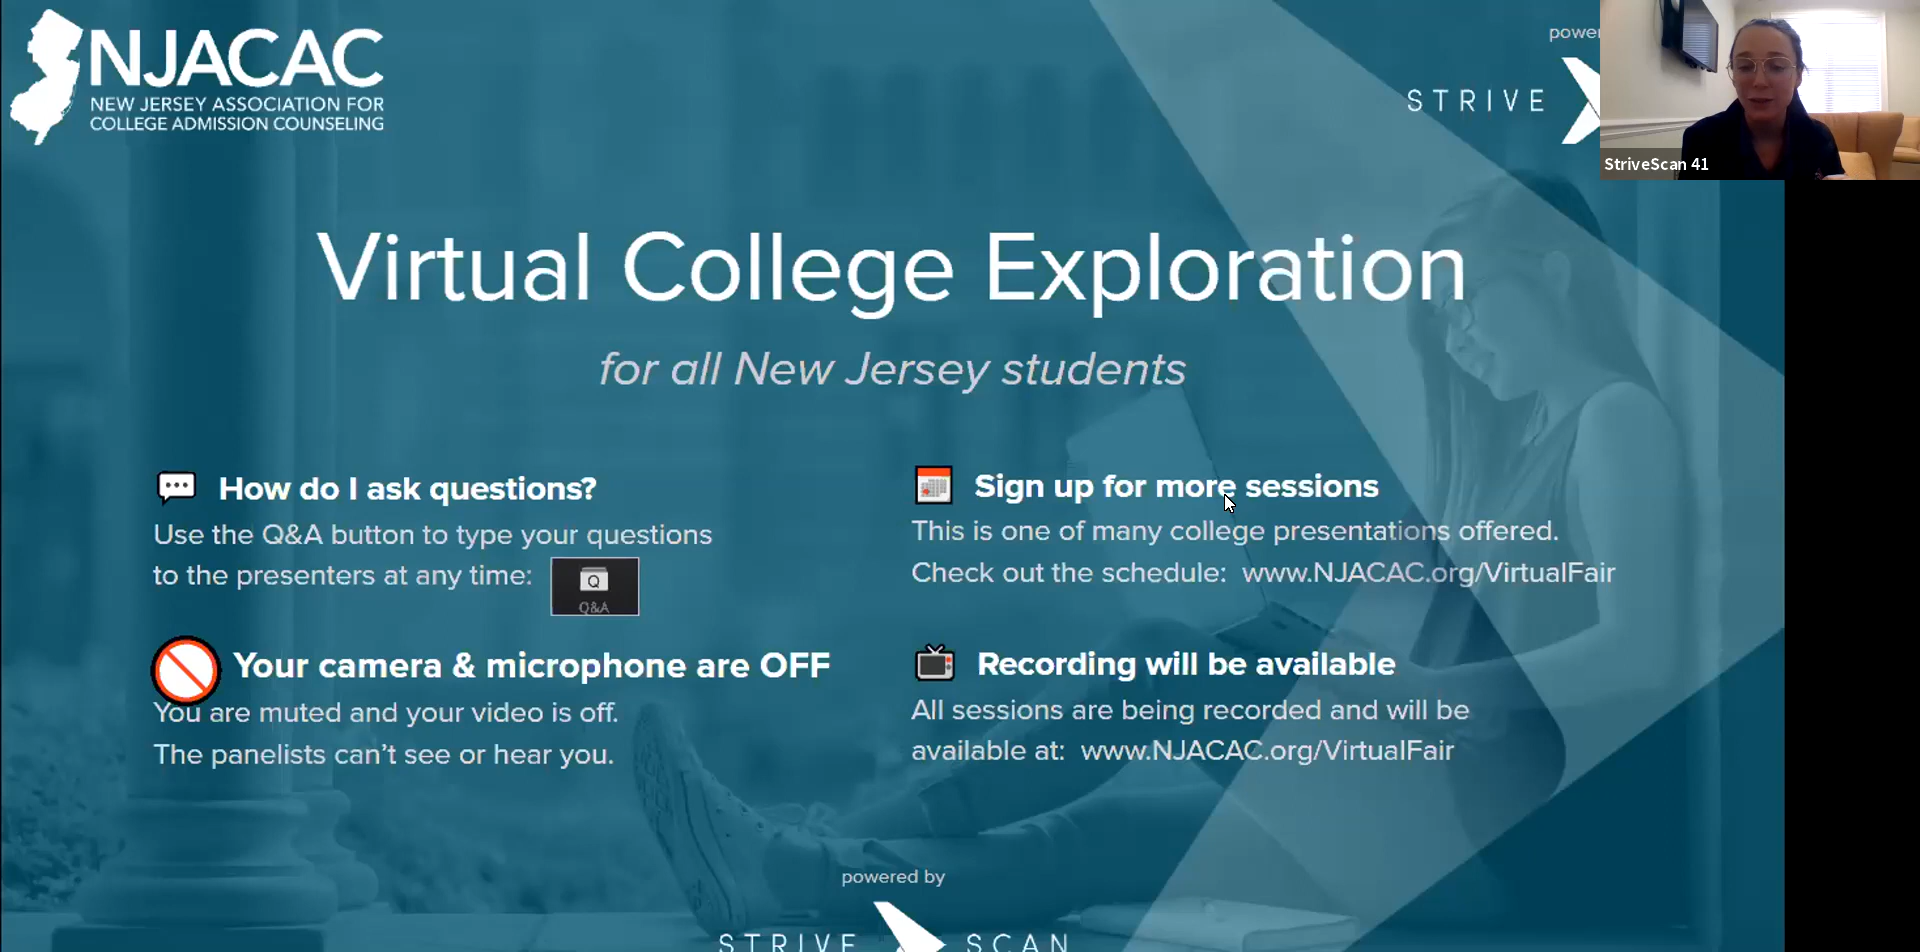 NJACAC
NEW JERSEY ASSOCIATION FOR
COLLEGE ADMISSION COUNSELING
STRIVE
StriveScan 41
Virtual College Exploration
for all New Jersey students
How do I ask questions?
Use the Q&A button to type your questions
to the presenters at any time:
Q
Q&A
Sign up for more sessions
This is one of many college presentations offered.
Check out the schedule: www.NJACAC.org/VirtualFair
Your camera & microphone are OFF
You are muted and your video is off.
The panelists can't see or hear you.
Recording will be available
All sessions are being recorded and will be
available at: www.NJACAC.org/VirtualFair
powered by
STRIVE SCAN